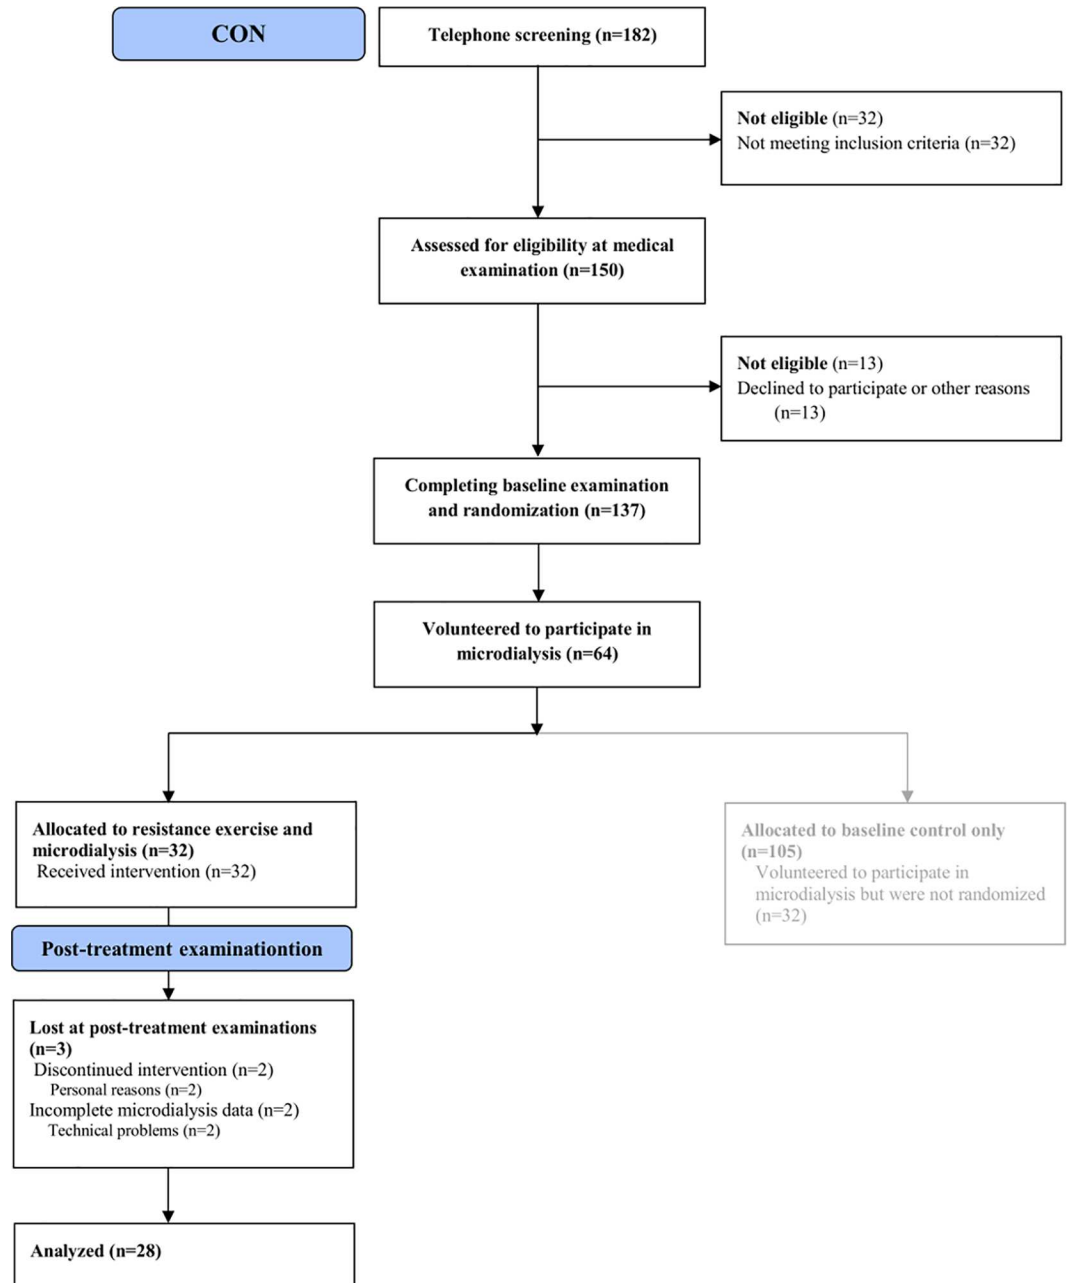 CON
Telephone screening (n=182)
Not eligible (n=32)
Not meeting inclusion criteria (n=32)
Assessed for eligibility at medical
examination (n=150)
Not eligible (n=13)
Declined to participate or other reasons
(n=13)
Completing baseline examination
and randomization (n=137)
Volunteered to participate in
microdialysis (n=64)
Allocated to resistance exercise and
microdialysis (n=32)
Received intervention (n=32)
Allocated to baseline control only
(n=105)
Volunteered to participate in
microdialysis but were not randomized
(n=32)
Post-treatment examinationtion
Lost at post-treatment examinations
(n=3)
Discontinued intervention (n=2)
Personal reasons (n=2)
Incomplete microdialysis data (n=2)
Technical problems (n=2)
Analyzed (n=28)